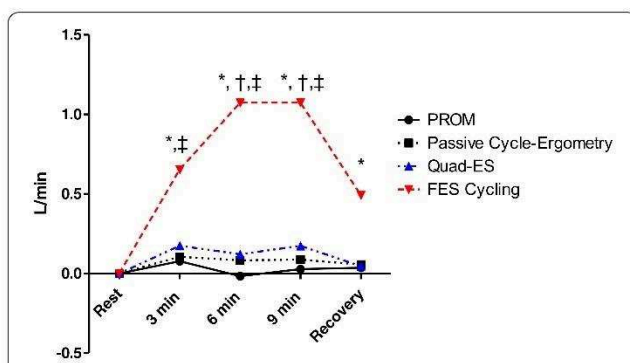 1.5
1.0
0.5
0.0
-0.5
L/min
*,‡
*, †,‡
*, †,‡
*
Rest
3 min
6 min
9 min
Recovery
PROM
Passive Cycle-Ergometry
Quad-ES
FES Cycling